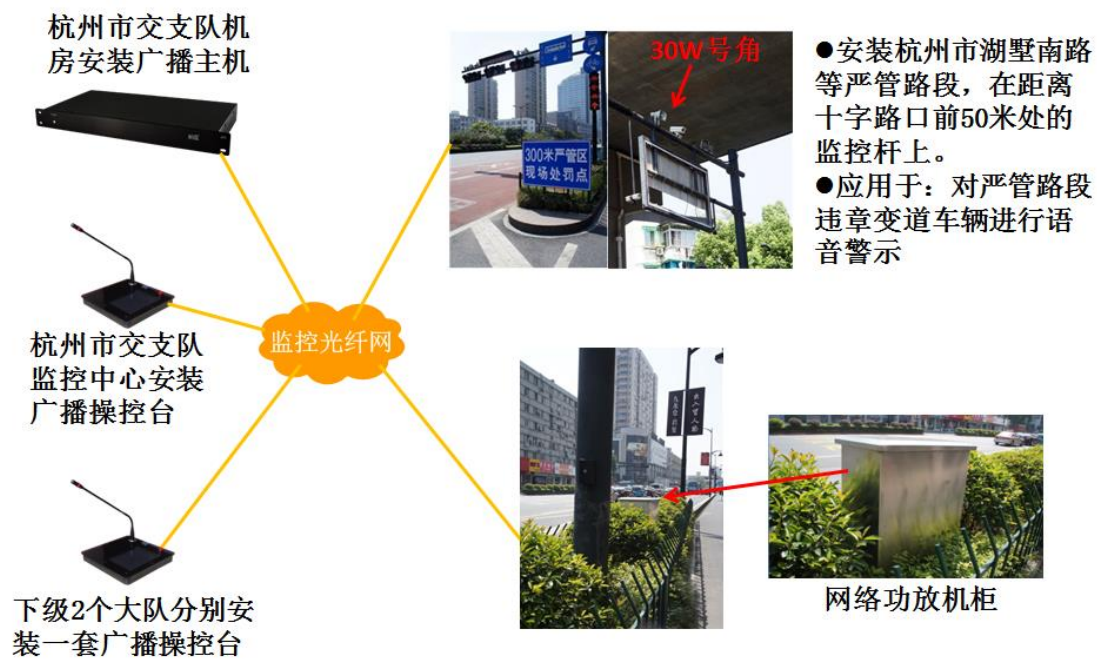 杭州市交支队机
房安装广播主机
杭州市交支队
监控中心安装
广播操控台
下级2个大队分别安
装一套广播操控台
监控光纤网
300米严管区
现场处罚点
30W号角
●安装杭州市湖墅南路
等严管路段，在距离
十字路口前50米处的
监控杆上。
●应用于：对严管路段
违章变道车辆进行语
音警示
网络功放机柜